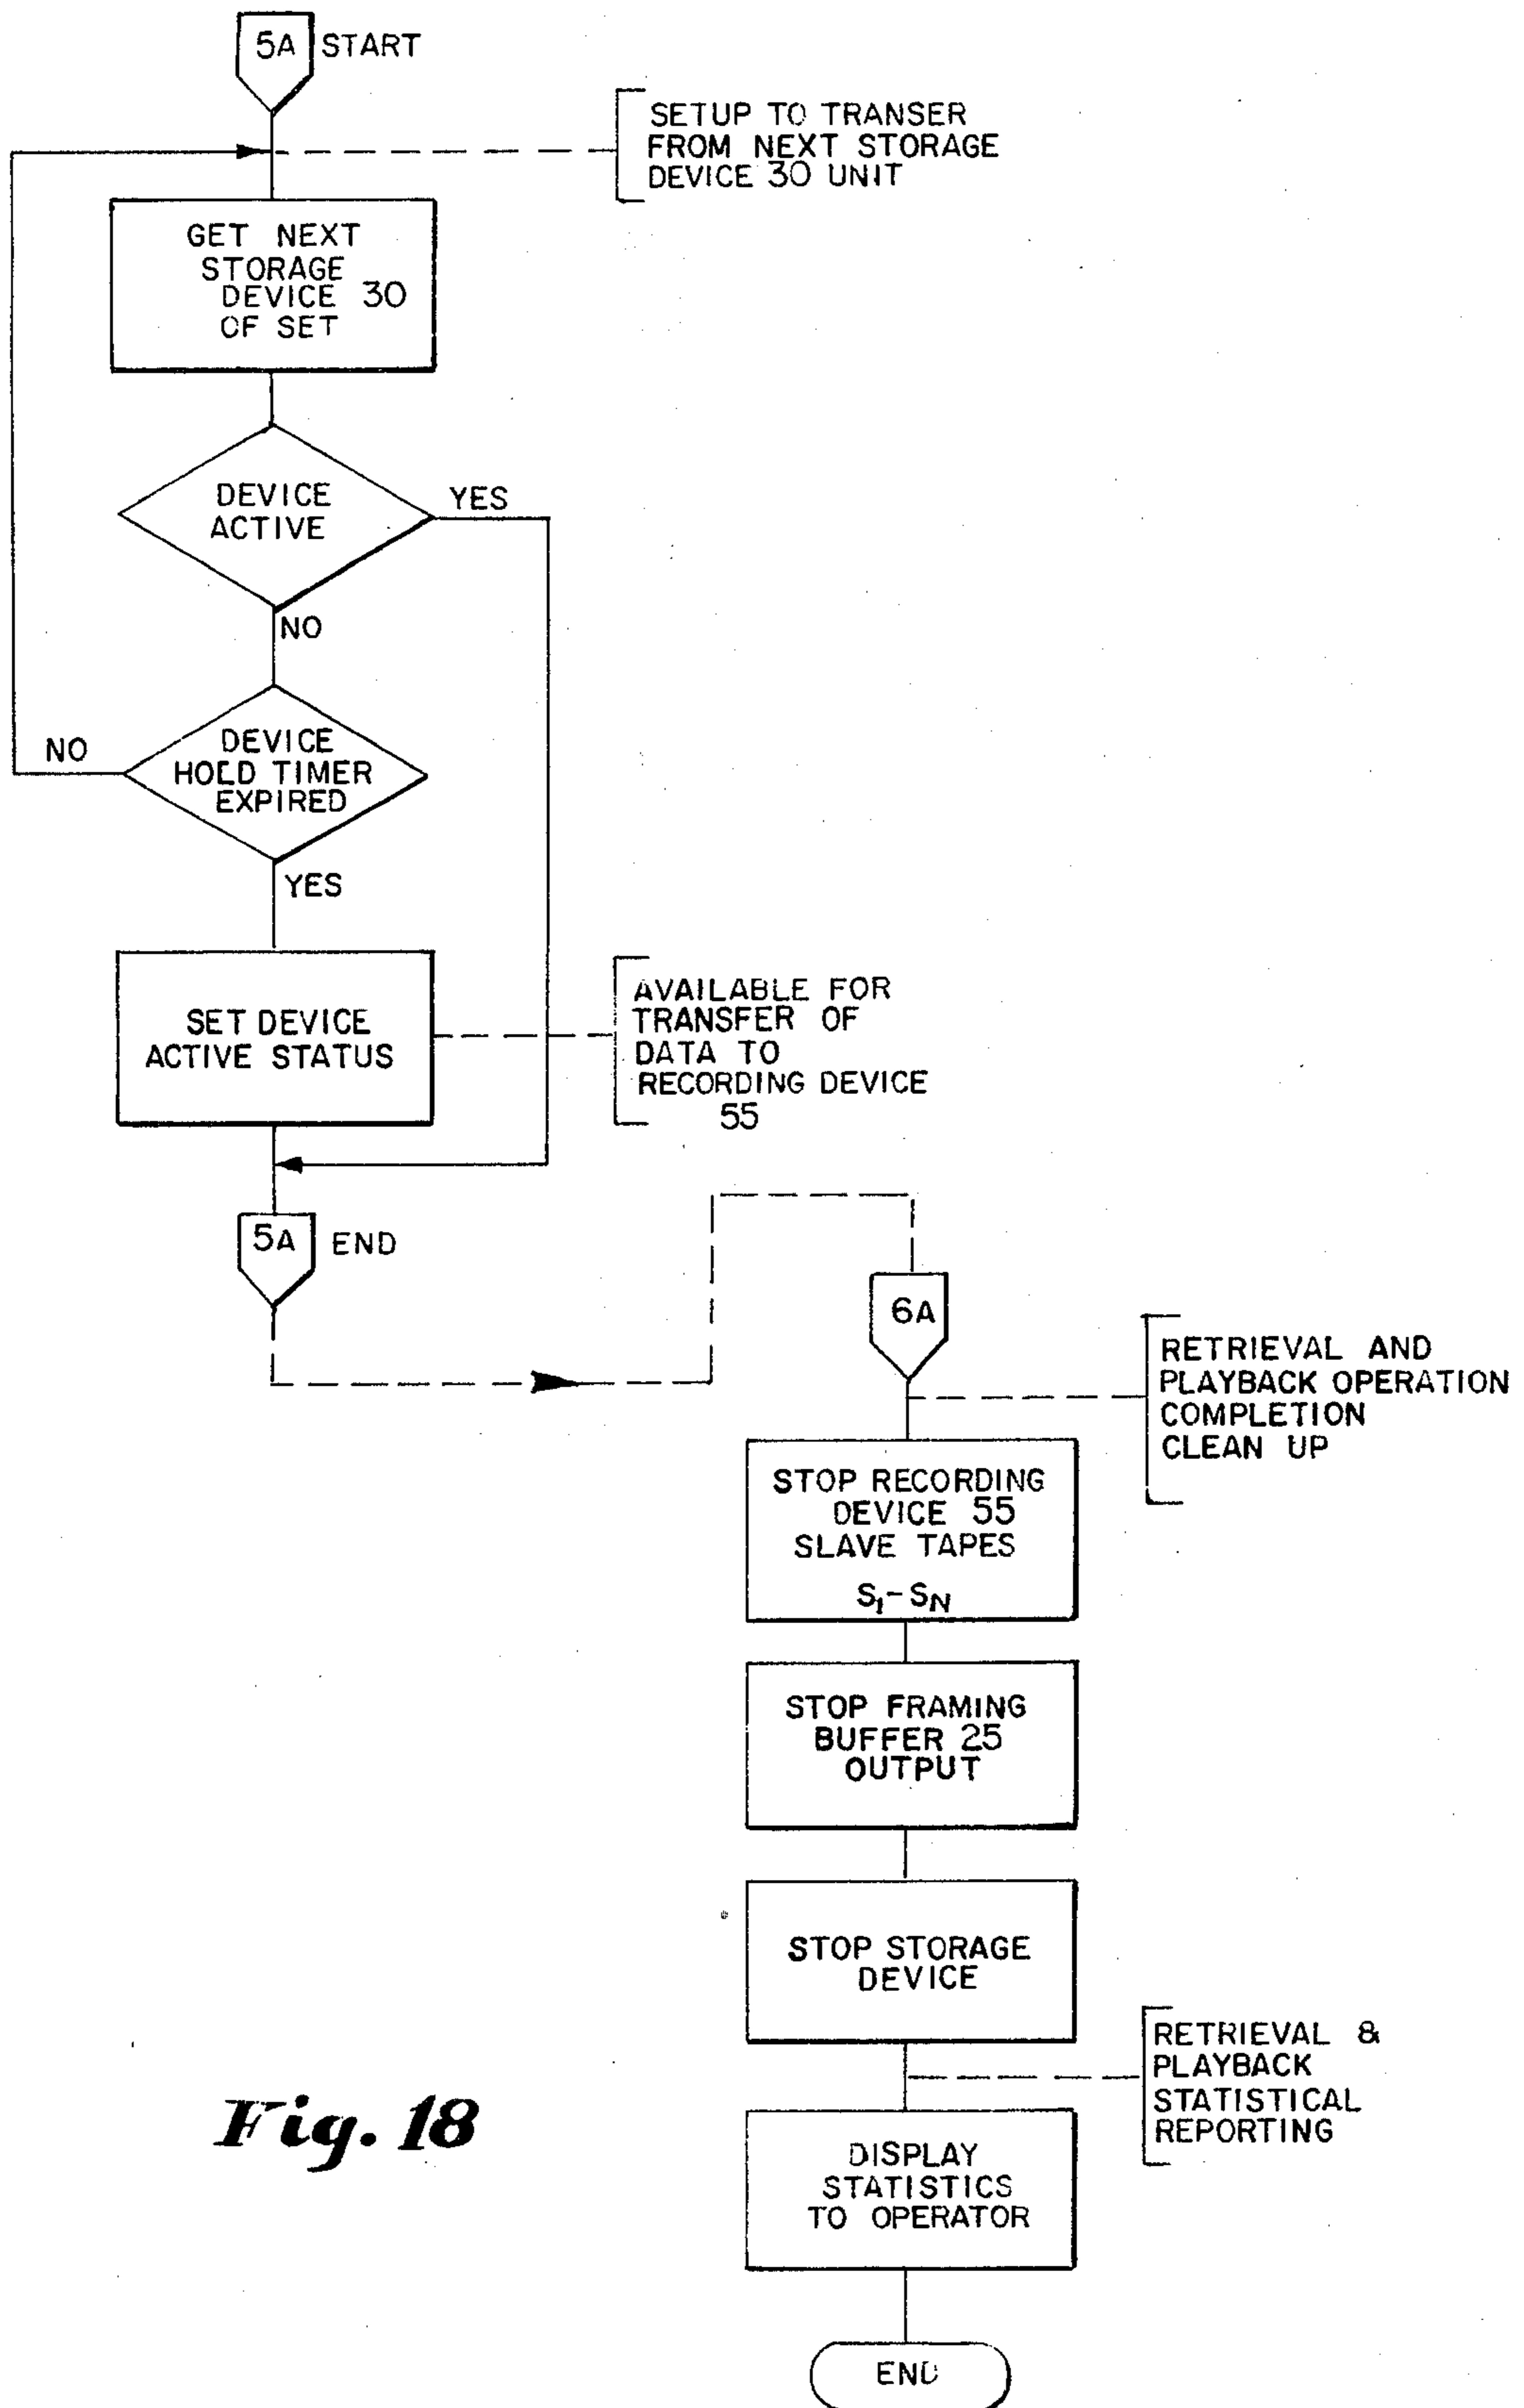 5A START
SETUP TO TRANSER
FROM NEXT STORAGE
DEVICE 30 UNIT
GET NEXT
STORAGE
DEVICE 30
OF SET
DEVICE
ACTIVE
YES
NO
DEVICE
HOLD TIMER
EXPIRED
NO
YES
SET DEVICE
ACTIVE STATUS
AVAILABLE FOR
TRANSFER OF
DATA TO
RECORDING DEVICE
55
5A END
6A
RETRIEVAL AND
PLAYBACK OPERATION
COMPLETION
CLEAN UP
STOP RECORDING
DEVICE 55
SLAVE TAPES
S₁-SN
STOP FRAMING
BUFFER 25
OUTPUT
STOP STORAGE
DEVICE
RETRIEVAL &
PLAYBACK
STATISTICAL
REPORTING
DISPLAY
STATISTICS
TO OPERATOR
END
Fig. 18